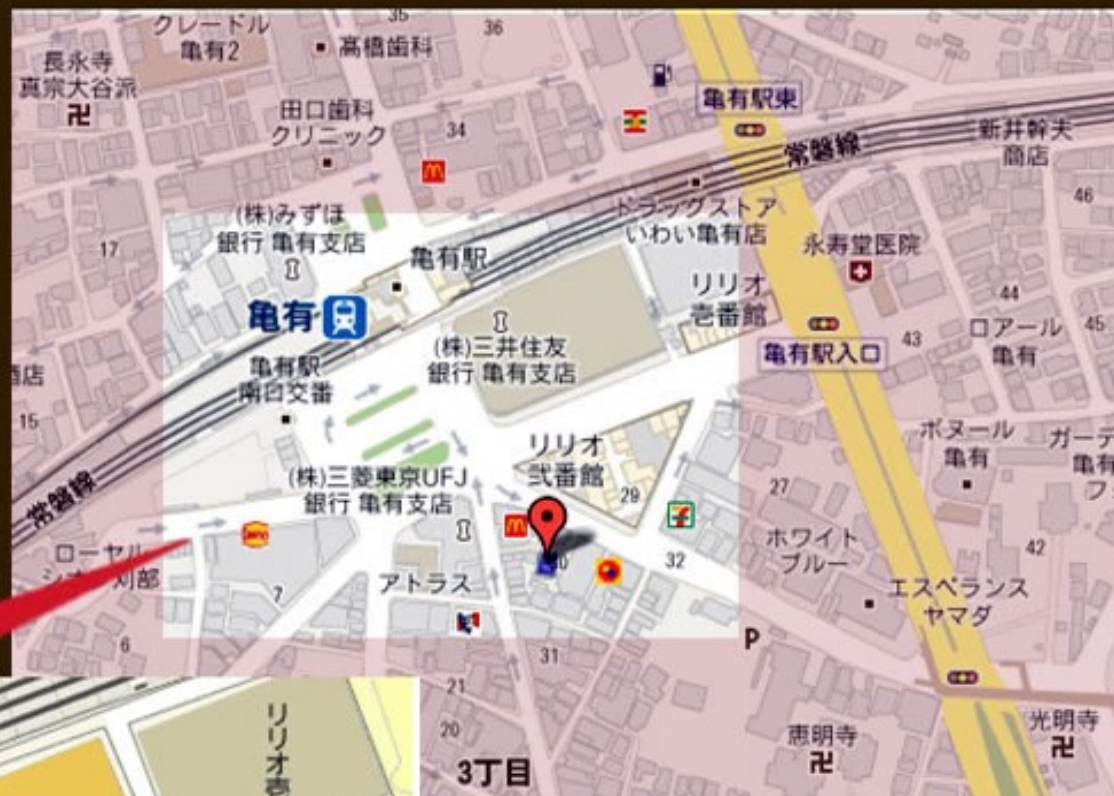 クレードル
亀有2
35
36
高橋歯科
長永寺
真宗大谷派
田口歯科
クリニック
34
亀有駅東
常磐線
新井幹夫
商店
46
17
(株)みずほ
銀行 亀有支店
亀有駅
ドラッグストア
いわい亀有店
永寿堂医院
リリオ
壱番館
44
亀有
ロアール
亀有
45
43
亀有駅入口
(株)三井住友
銀行 亀有支店
亀有駅
南口交番
酒店
15
リリオ
弐番館
ボヌール
亀有
(株)三菱東京UFJ
銀行 亀有支店
29
27
常磐線
ローヤル
刈部
ホワイト
ブルー
42
32
30
アトラス
7
エスペランス
ヤマダ
6
P
31
21
20
3丁目
恵明寺
光明寺
リリオ壱